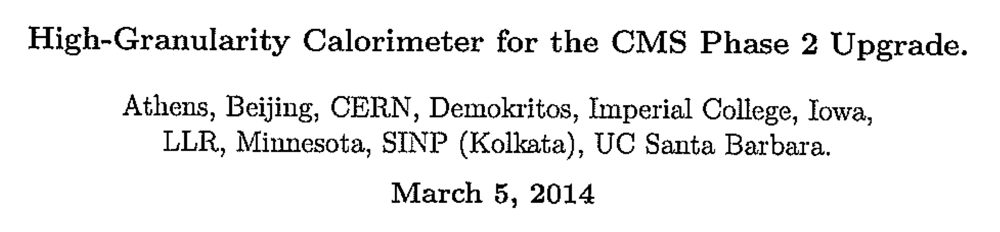 High-Granularity Calorimeter for the CMS Phase 2 Upgrade.
Athens, Beijing, CERN, Demokritos, Imperial College, Iowa,
LLR, Minnesota, SINP (Kolkata), UC Santa Barbara.
March 5, 2014